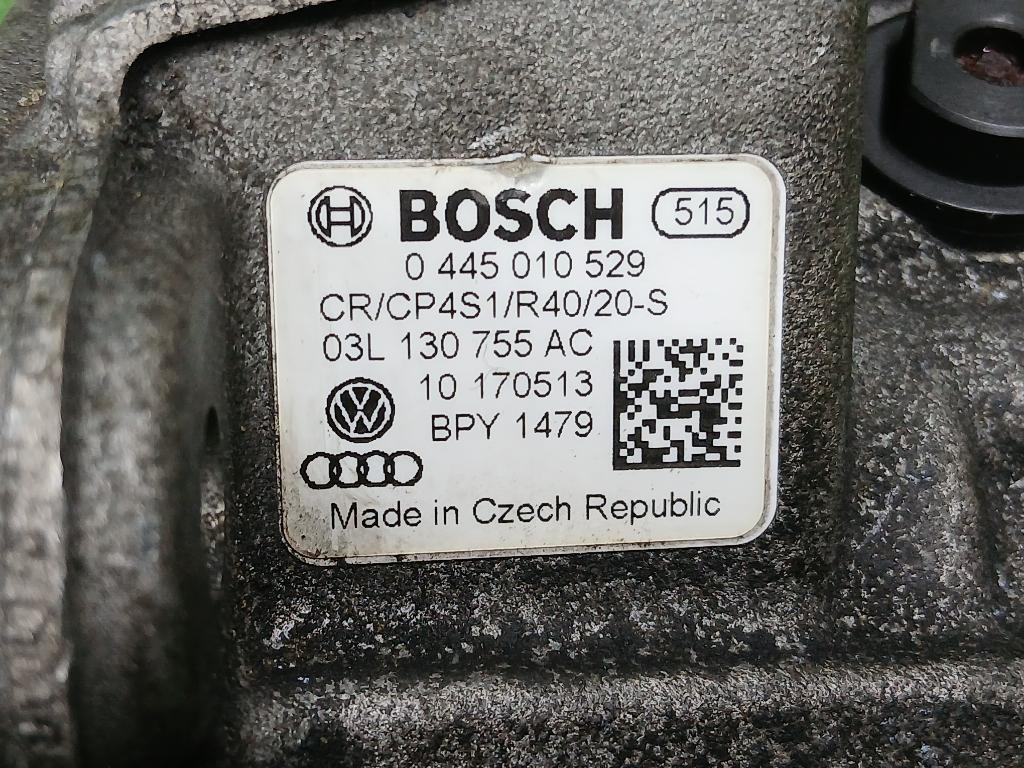 BOSCH 515
0 445 010 529
CR/CP4S1/R40/20-S
03L 130 755 AC
10 170513
BPY 1479
Made in Czech Republic